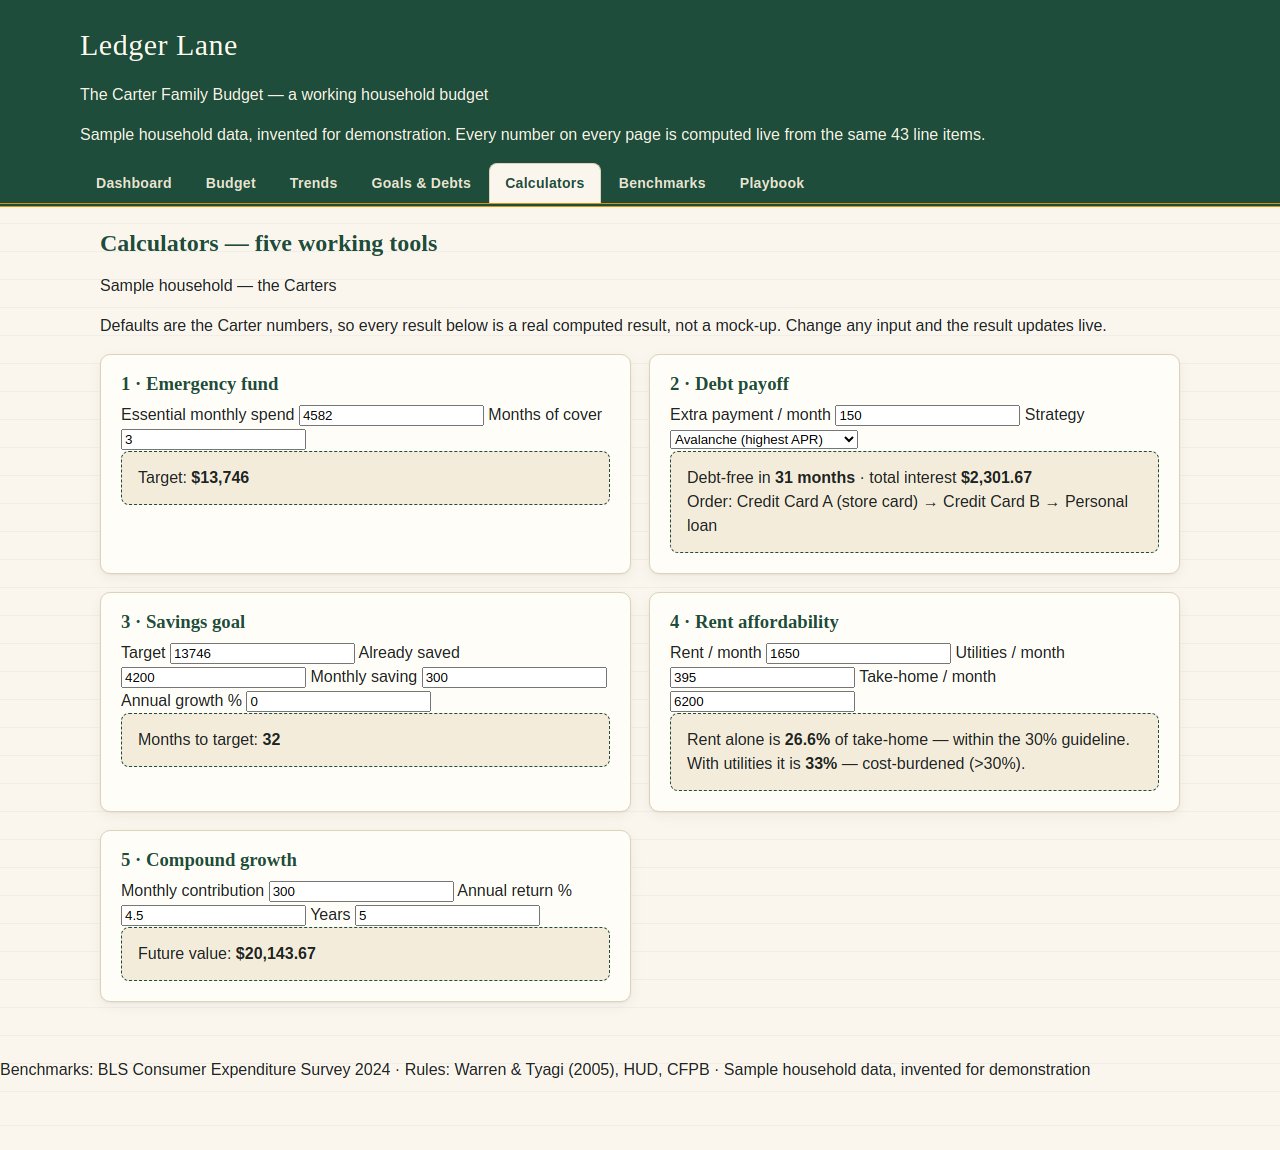 Ledger Lane
The Carter Family Budget — a working household budget
Sample household data, invented for demonstration. Every number on every page is computed live from the same 43 line items.
Dashboard Budget Trends Goals & Debts Calculators Benchmarks Playbook
Calculators — five working tools
Sample household — the Carters
Defaults are the Carter numbers, so every result below is a real computed result, not a mock-up. Change any input and the result updates live.
1 · Emergency fund
Essential monthly spend 4582 Months of cover
3
Target: $13,746
2 · Debt payoff
Extra payment / month 150 Strategy
Avalanche (highest APR)
Debt-free in 31 months · total interest $2,301.67
Order: Credit Card A (store card) → Credit Card B → Personal
loan
3 · Savings goal
Target 13746 Already saved
4200 Monthly saving 300
Annual growth % 0
Months to target: 32
4 · Rent affordability
Rent / month 1650 Utilities / month
395 Take-home / month
6200
Rent alone is 26.6% of take-home — within the 30% guideline.
With utilities it is 33% — cost-burdened (>30%).
5 · Compound growth
Monthly contribution 300 Annual return %
4.5 Years 5
Future value: $20,143.67
Benchmarks: BLS Consumer Expenditure Survey 2024 · Rules: Warren & Tyagi (2005), HUD, CFPB · Sample household data, invented for demonstration